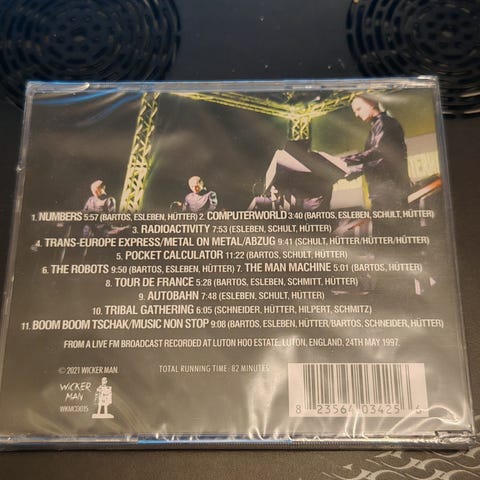 1. NUMBERS 5:57 (BARTOS, ESLEBEN, HÜTTER) 2. COMPUTERWORLD 3:40 (BARTOS, ESLEBEN, SCHULT, HÜTTER)
3. RADIOACTIVITY 7:53 (ESLEBEN, SCHULT, HÜTTER)
4. TRANS-EUROPE EXPRESS/METAL ON METAL/ABZUG 9:41 (SCHULT, HÜTTER/HÜTTER/HÜTTER)
5. POCKET CALCULATOR 11:22 (BARTOS, SCHULT, HÜTTER)
6. THE ROBOTS 9:50 (BARTOS, ESLEBEN, HÜTTER) 7. THE MAN MACHINE 5:01 (BARTOS, HÜTTER)
8. TOUR DE FRANCE 5:28 (BARTOS, ESLEBEN, SCHMITT, HÜTTER)
9. AUTOBAHN 7:48 (ESLEBEN, SCHULT, HÜTTER)
10. TRIBAL GATHERING 6:05 (SCHNEIDER, HÜTTER, HILPERT, SCHMITZ)
11. BOOM BOOM TSCHAK/MUSIC NON STOP 9:08 (BARTOS, ESLEBEN, HÜTTER/BARTOS, SCHNEIDER, HÜTTER)
FROM A LIVE FM BROADCAST RECORDED AT LUTON HOO ESTATE, LUTON, ENGLAND, 24TH MAY 1997.
© 2021 WICKER MAN.
TOTAL RUNNING TIME: 82 MINUTES
WICKER
MAN
WKMCD015
8 23564 03425 6